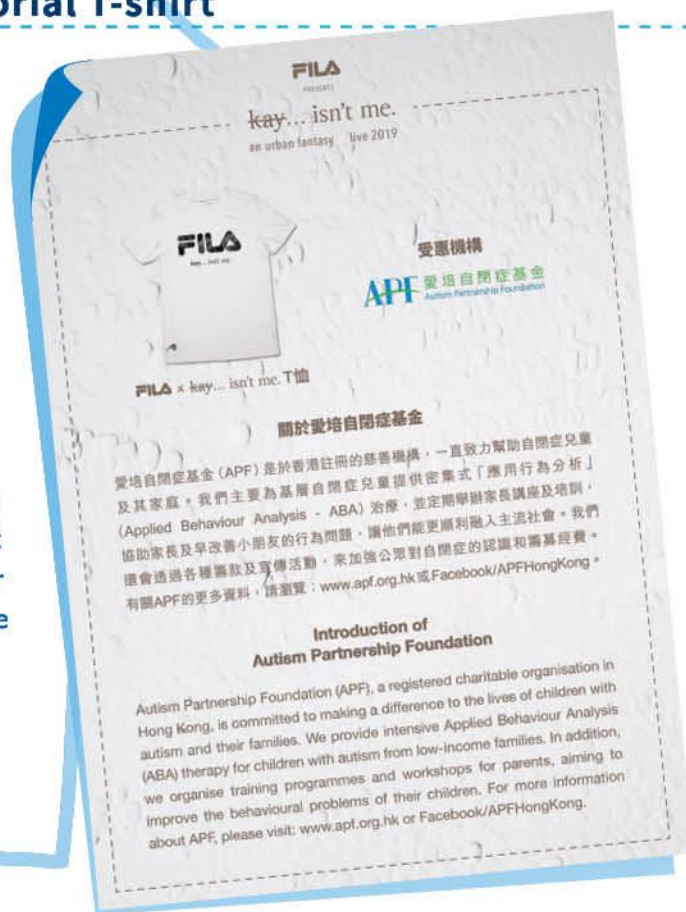 orial T-shirt
FILA
PRESENTS
kay... isn't me.
an urban fantasy live 2019
FILA
kay... isn't me.
受惠機構
APF 愛培自閉症基金
Autism Partnership Foundation
FILA × kay... isn't me. T恤
關於愛培自閉症基金
愛培自閉症基金（APF）是於香港註冊的慈善機構，一直致力幫助自閉症兒童
及其家庭。我們主要為基層自閉症兒童提供密集式「應用行為分析」
(Applied Behaviour Analysis - ABA) 治療，並定期舉辦家長講座及培訓，
協助家長及早改善小朋友的行為問題，讓他們能更順利融入主流社會。我們
還會透過各種籌款及宣傳活動，來加強公眾對自閉症的認識和籌募經費。
有關APF的更多資料，請瀏覽：www.apf.org.hk或Facebook/APFHongKong。
Introduction of
Autism Partnership Foundation
Autism Partnership Foundation (APF), a registered charitable organisation in
Hong Kong, is committed to making a difference to the lives of children with
autism and their families. We provide intensive Applied Behaviour Analysis
(ABA) therapy for children with autism from low-income families. In addition,
we organise training programmes and workshops for parents, aiming to
improve the behavioural problems of their children. For more information
about APF, please visit: www.apf.org.hk or Facebook/APFHongKong.